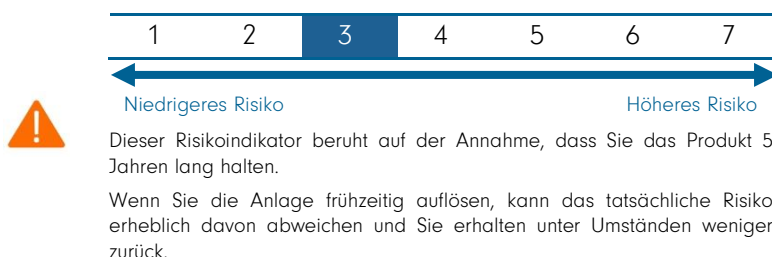 1 2 3 4 5 6 7
Niedrigeres Risiko Höheres Risiko
Dieser Risikoindikator beruht auf der Annahme, dass Sie das Produkt 5
Jahren lang halten.
Wenn Sie die Anlage frühzeitig auflösen, kann das tatsächliche Risiko
erheblich davon abweichen und Sie erhalten unter Umständen weniger
zurück.